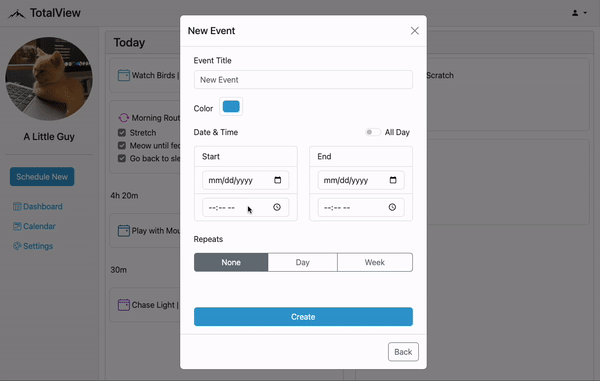 TotalView
New Event
Today
Event Title
New Event
Watch Birds |
Scratch
Color
Morning Rout
Stretch
Meow until fed
Go back to sle
A Little Guy
Date & Time
All Day
Start
End
mm/dd/yyyy
mm/dd/yyyy
--:-- --
--:-- --
Schedule New
4h 20m
Dashboard
Calendar
Settings
Play with Mou
Repeats
None
Day
Week
30m
Chase Light |
Create
Back